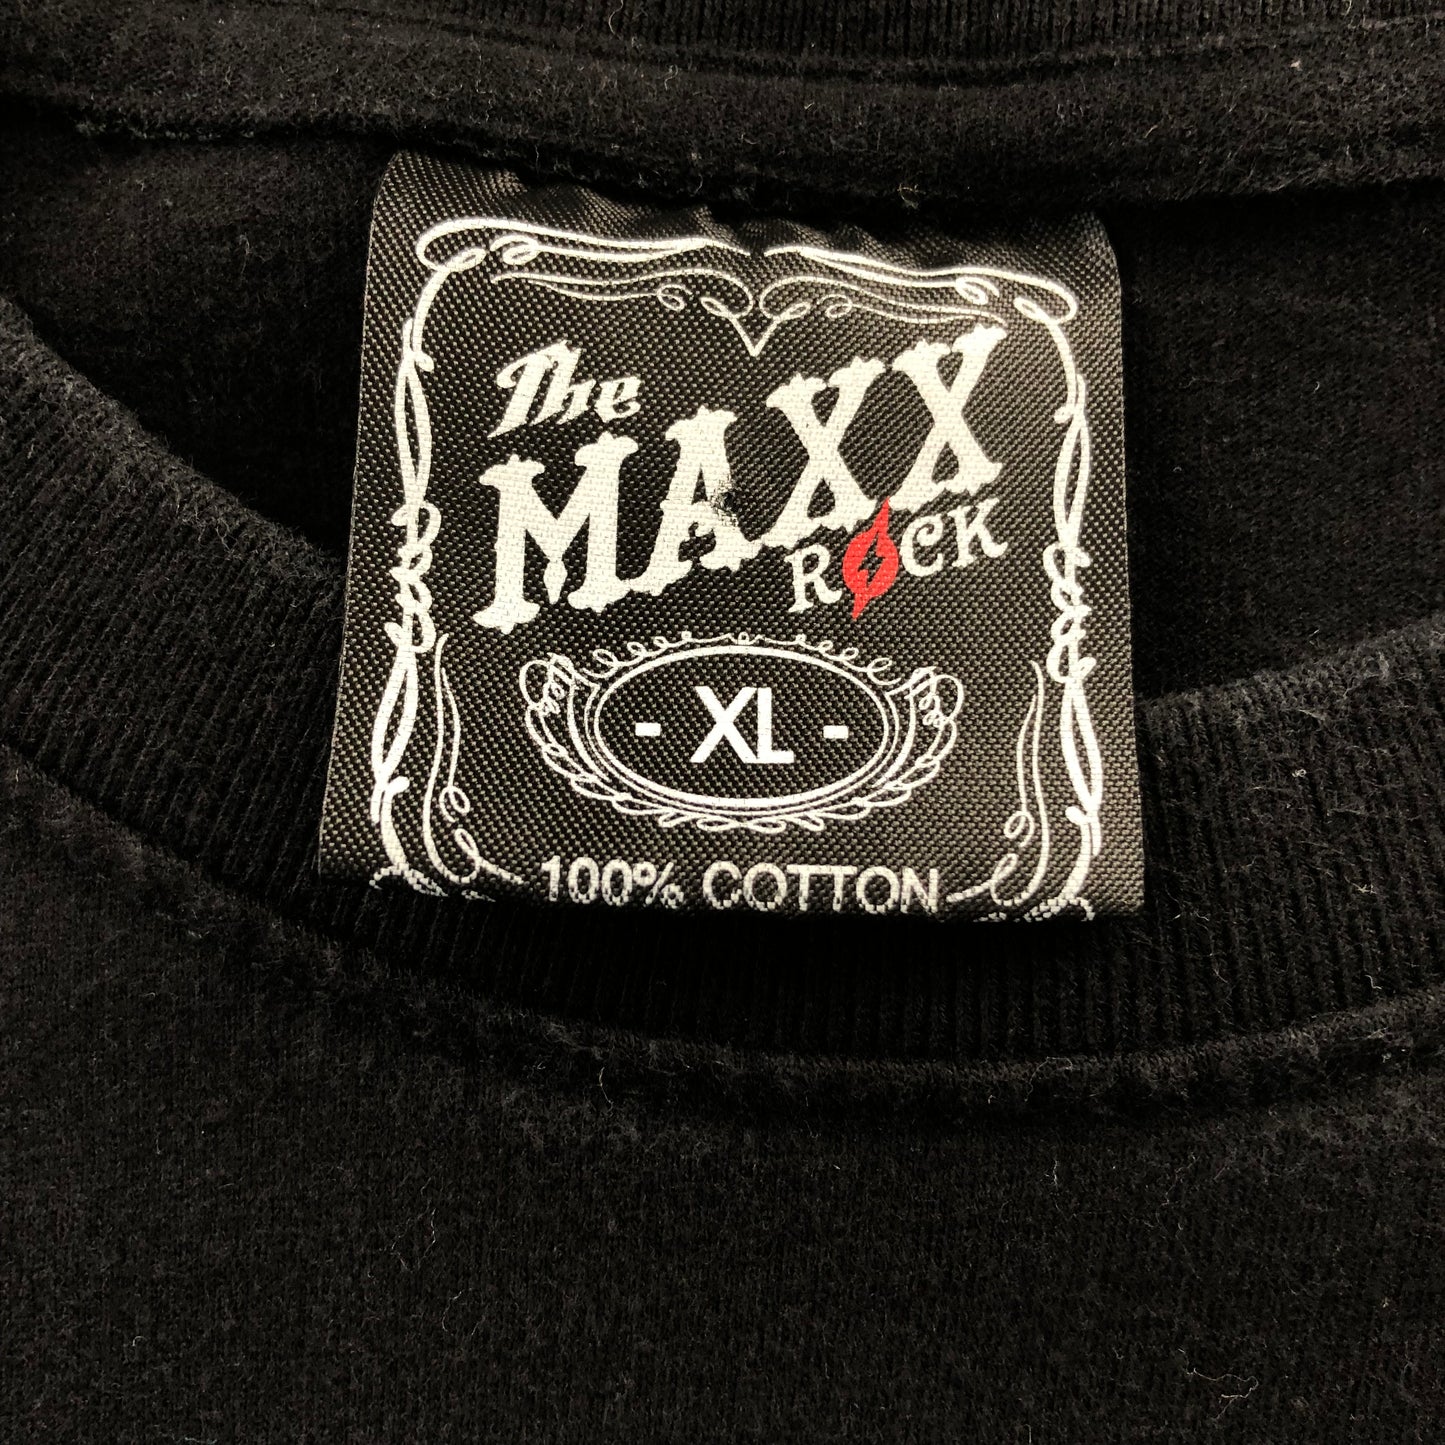 The
MAXX
ROCK
- XL -
100% COTTON